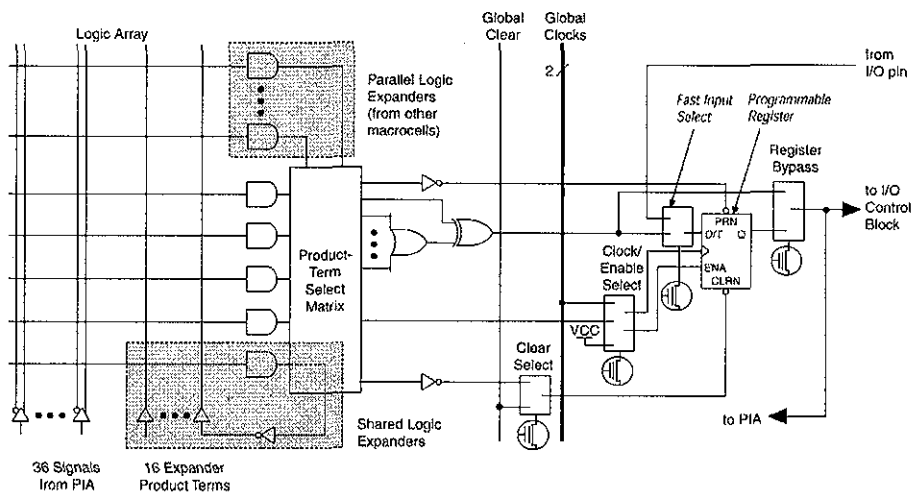 Logic Array
Global
Clear
Global
Clocks
2
from
I/O pin
Parallel Logic
Expanders
(from other
macrocells)
Fast Input
Select
Programmable
Register
Register
Bypass
to I/O
Control
Block
PRN
D/T Q
ENA
CLRN
Product-
Term
Select
Matrix
Clock/
Enable
Select
VCC
Clear
Select
to PIA
Shared Logic
Expanders
36 Signals
from PIA
16 Expander
Product Terms